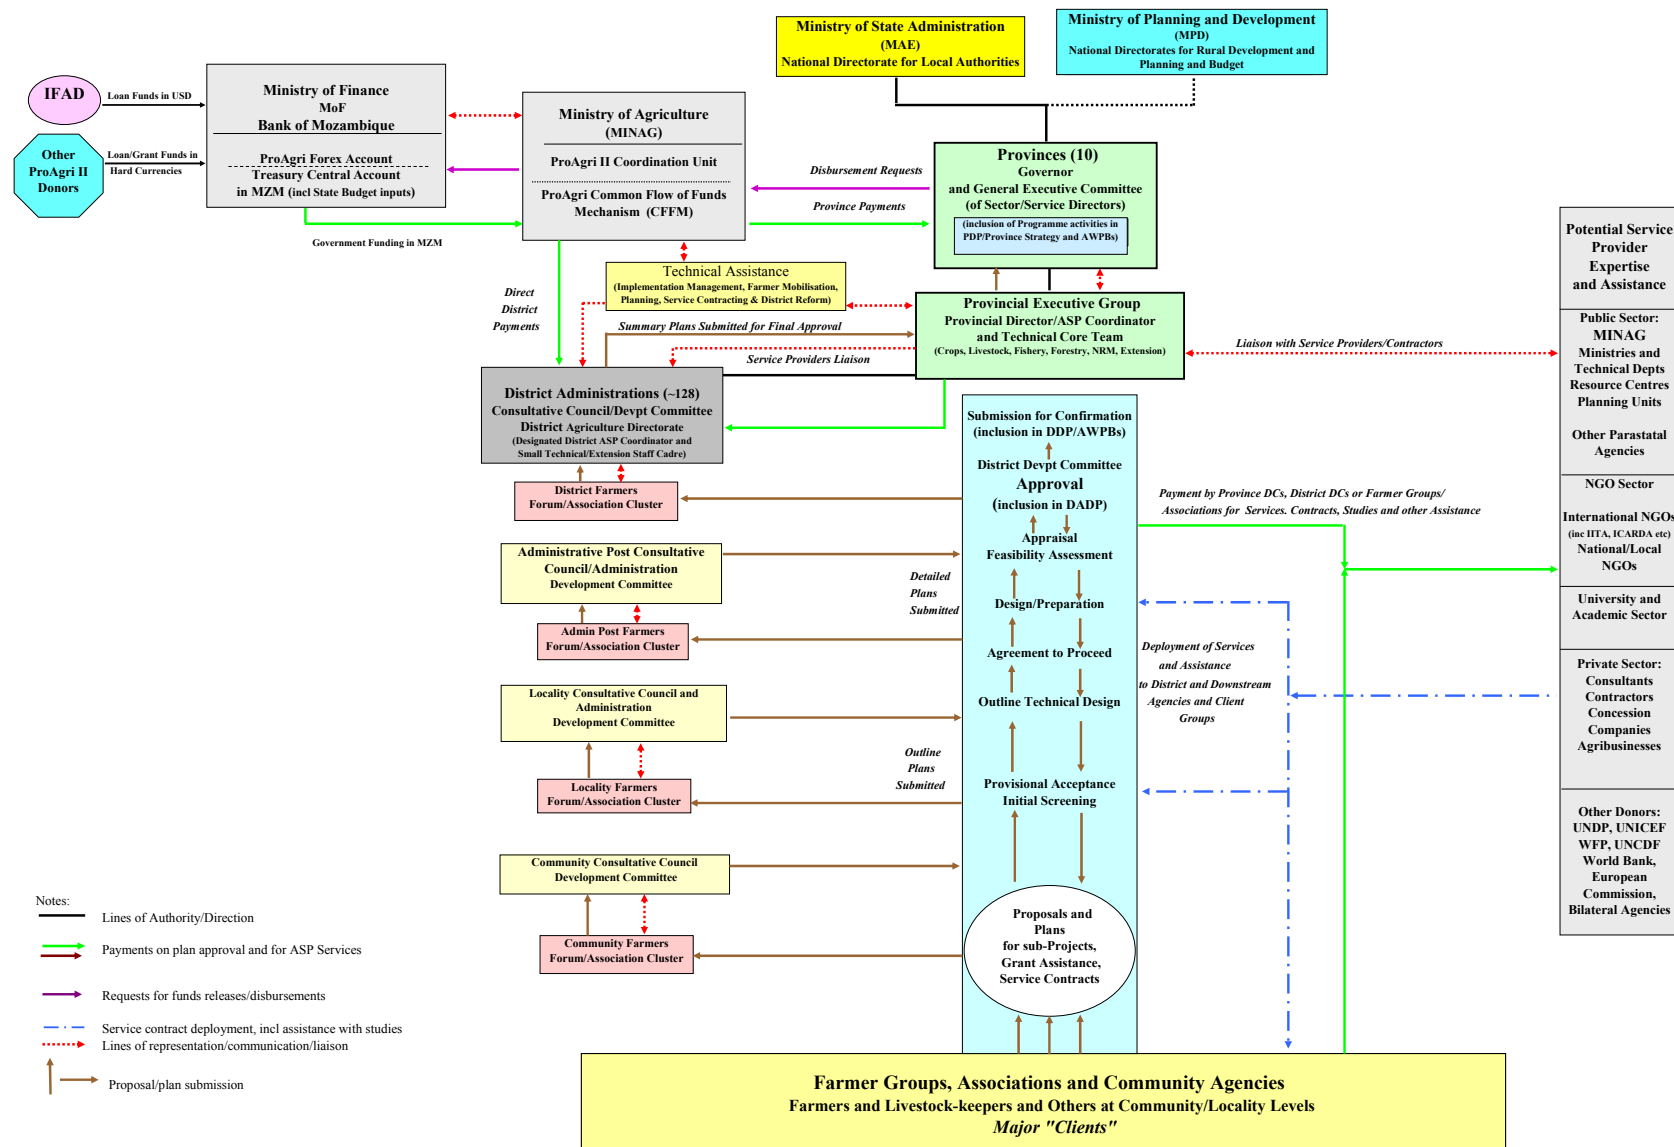 Ministry of State Administration
(MAE)
National Directorate for Local Authorities
Ministry of Planning and Development
(MPD)
National Directorates for Rural Development and
Planning and Budget
IFAD
Loan Funds in USD
Other
ProAgri II
Donors
Loan/Grant Funds in
Hard Currencies
Ministry of Finance
MoF
Bank of Mozambique
ProAgri Forex Account
Treasury Central Account
in MZM (incl State Budget inputs)
Government Funding in MZM
Ministry of Agriculture
(MINAG)
ProAgri II Coordination Unit
ProAgri Common Flow of Funds
Mechanism (CFFM)
Disbursement Requests
Province Payments
Provinces (10)
Governor
and General Executive Committee
(of Sector/Service Directors)
(inclusion of Programme activities in
PDP/Province Strategy and AWPBs)
Technical Assistance
(Implementation Management, Farmer Mobilisation,
Planning, Service Contracting & District Reform)
Direct
District
Payments
Summary Plans Submitted for Final Approval
Service Providers Liaison
Provincial Executive Group
Provincial Director/ASP Coordinator
and Technical Core Team
(Crops, Livestock, Fishery, Forestry, NRM, Extension)
Liaison with Service Providers/Contractors
District Administrations (~128)
Consultative Council/Devpt Committee
District Agriculture Directorate
(Designated District ASP Coordinator and
Small Technical/Extension Staff Cadre)
District Farmers
Forum/Association Cluster
Administrative Post Consultative
Council/Administration
Development Committee
Admin Post Farmers
Forum/Association Cluster
Locality Consultative Council and
Administration
Development Committee
Locality Farmers
Forum/Association Cluster
Community Consultative Council
Development Committee
Community Farmers
Forum/Association Cluster
Detailed
Plans
Submitted
Outline
Plans
Submitted
Submission for Confirmation
(inclusion in DDP/AWPBs)
District Devpt Committee
Approval
(inclusion in DADP)
Appraisal
Feasibility Assessment
Design/Preparation
Agreement to Proceed
Outline Technical Design
Provisional Acceptance
Initial Screening
Proposals and
Plans
for sub-Projects,
Grant Assistance,
Service Contracts
Payment by Province DCs, District DCs or Farmer Groups/
Associations for Services. Contracts, Studies and other Assistance
Deployment of Services
and Assistance
to District and Downstream
Agencies and Client
Groups
Potential Service
Provider
Expertise
and Assistance
Public Sector:
MINAG
Ministries and
Technical Depts
Resource Centres
Planning Units
Other Parastatal
Agencies
NGO Sector
International NGOs
(inc IITA, ICARDA etc)
National/Local
NGOs
University and
Academic Sector
Private Sector:
Consultants
Contractors
Concession
Companies
Agribusinesses
Other Donors:
UNDP, UNICEF
WFP, UNCDF
World Bank,
European
Commission,
Bilateral Agencies
Notes:
Lines of Authority/Direction
Payments on plan approval and for ASP Services
Requests for funds releases/disbursements
Service contract deployment, incl assistance with studies
Lines of representation/communication/liaison
Proposal/plan submission
Farmer Groups, Associations and Community Agencies
Farmers and Livestock-keepers and Others at Community/Locality Levels
Major "Clients"